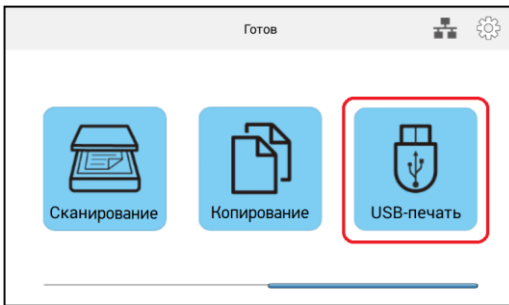 Готов
Сканирование
Копирование
USB-печать